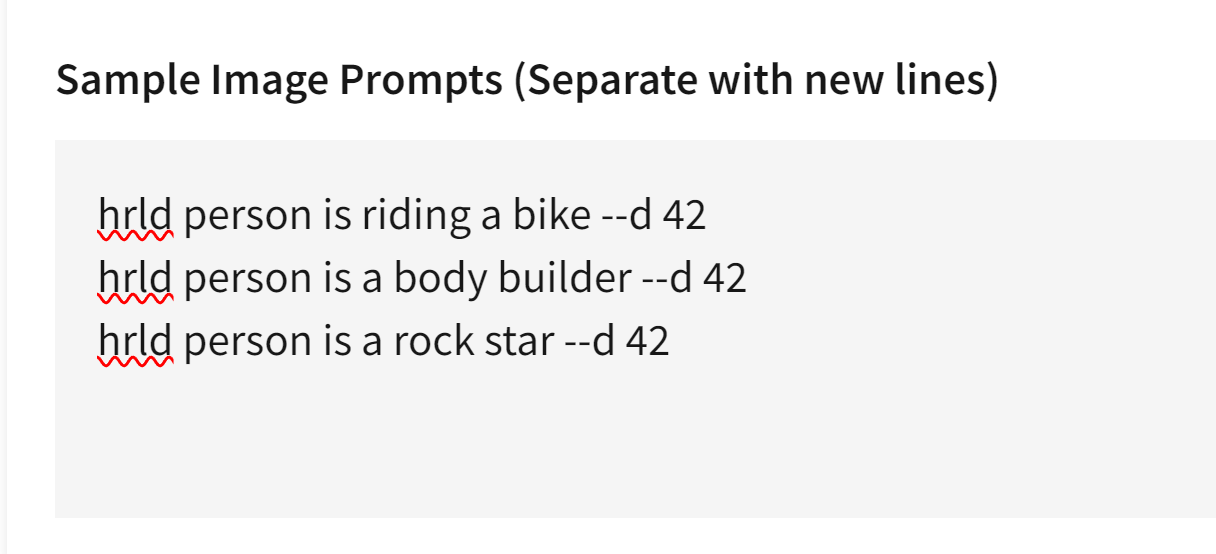 Sample Image Prompts (Separate with new lines)
hrld person is riding a bike --d 42
hrld person is a body builder --d 42
hrld person is a rock star --d 42